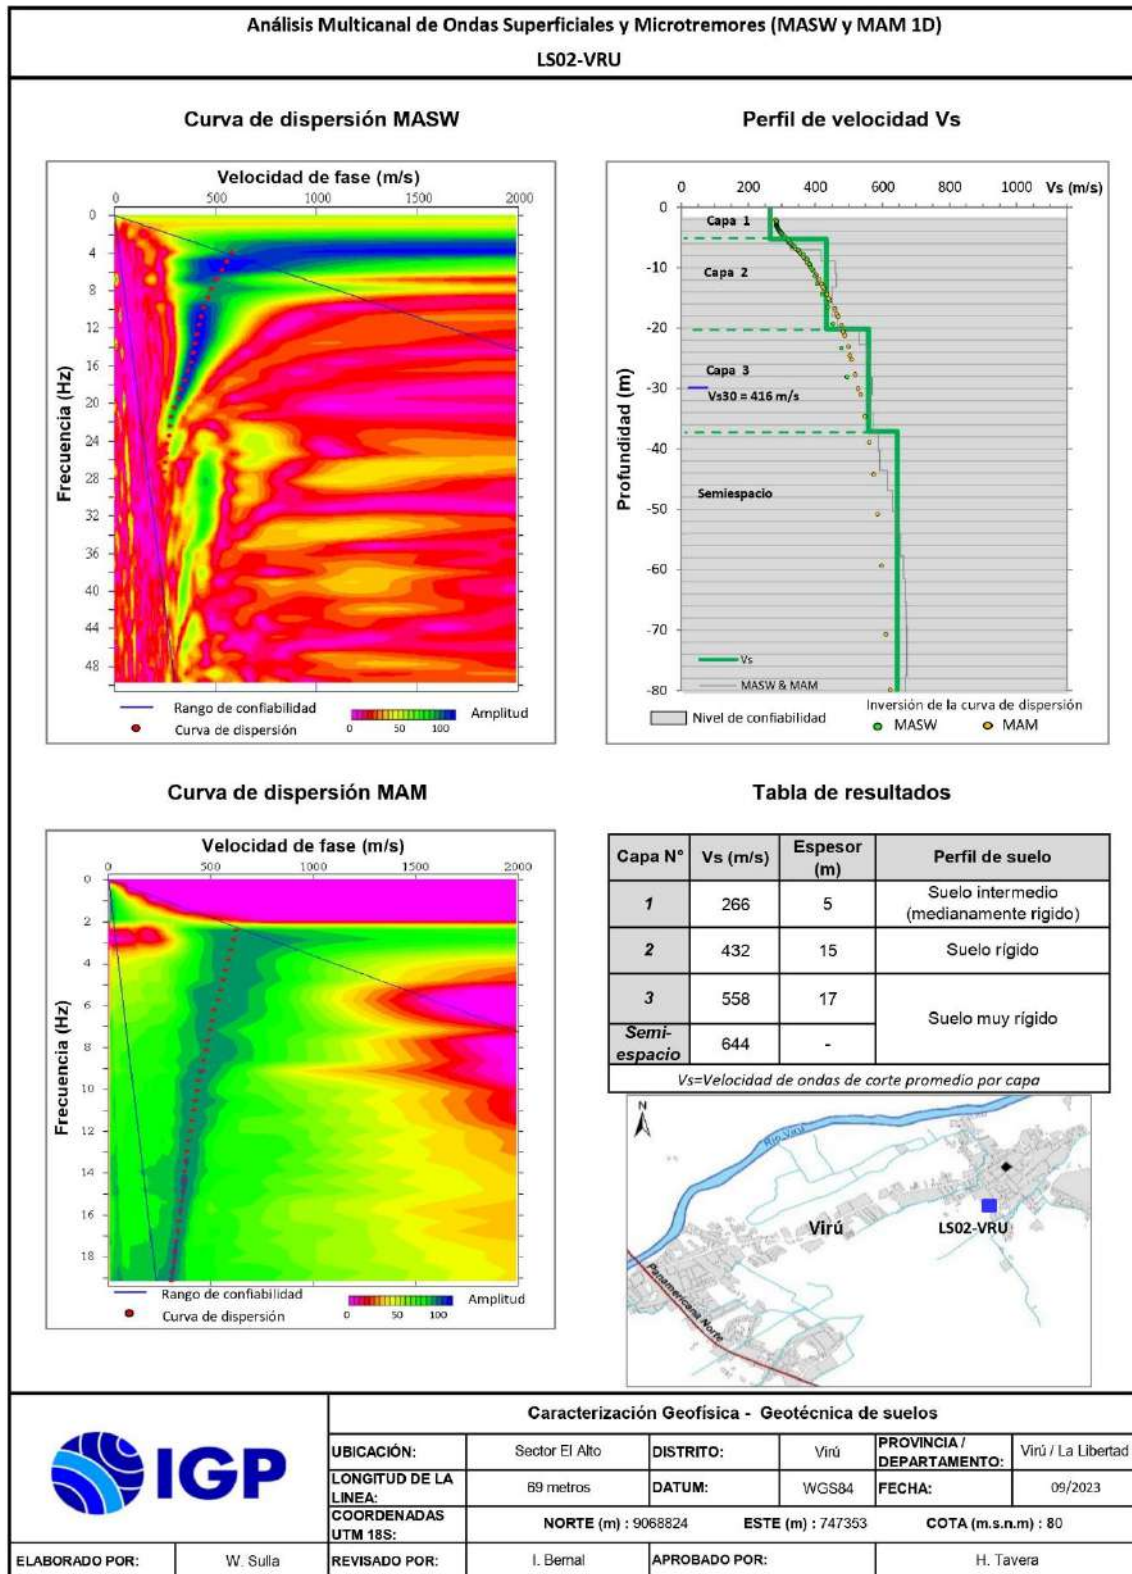 Análisis Multicanal de Ondas Superficiales y Microtremores (MASW y MAM 1D)
LS02-VRU
Curva de dispersión MASW
Velocidad de fase (m/s)
0 500 1000 1500 2000
Frecuencia (Hz)
0
4
8
12
16
20
24
28
32
36
40
44
48
Rango de confiabilidad
Curva de dispersión
0 50 100
Amplitud
Perfil de velocidad Vs
0 200 400 600 800 1000 Vs (m/s)
Profundidad (m)
0
-10
-20
-30
-40
-50
-60
-70
-80
Capa 1
Capa 2
Capa 3
Vs30 = 416 m/s
Semiespacio
Vs
MASW & MAM
Nivel de confiabilidad
Inversión de la curva de dispersión
MASW MAM
Curva de dispersión MAM
Velocidad de fase (m/s)
0 500 1000 1500 2000
Frecuencia (Hz)
0
2
4
6
8
10
12
14
16
18
Rango de confiabilidad
Curva de dispersión
0 50 100
Amplitud
Tabla de resultados
Capa N° Vs (m/s) Espesor (m) Perfil de suelo
1 266 5 Suelo intermedio (medianamente rígido)
2 432 15 Suelo rígido
3 558 17 Suelo muy rígido
Semi-espacio 644 -
Vs=Velocidad de ondas de corte promedio por capa
N
Río Virú
Virú
LS02-VRU
Panamericana Norte
IGP
Caracterización Geofísica - Geotécnica de suelos
UBICACIÓN: Sector El Alto DISTRITO: Virú PROVINCIA / DEPARTAMENTO: Virú / La Libertad
LONGITUD DE LA LINEA: 69 metros DATUM: WGS84 FECHA: 09/2023
COORDENADAS UTM 18S: NORTE (m) : 9068824 ESTE (m) : 747353 COTA (m.s.n.m) : 80
ELABORADO POR: W. Sulla REVISADO POR: I. Bernal APROBADO POR: H. Tavera